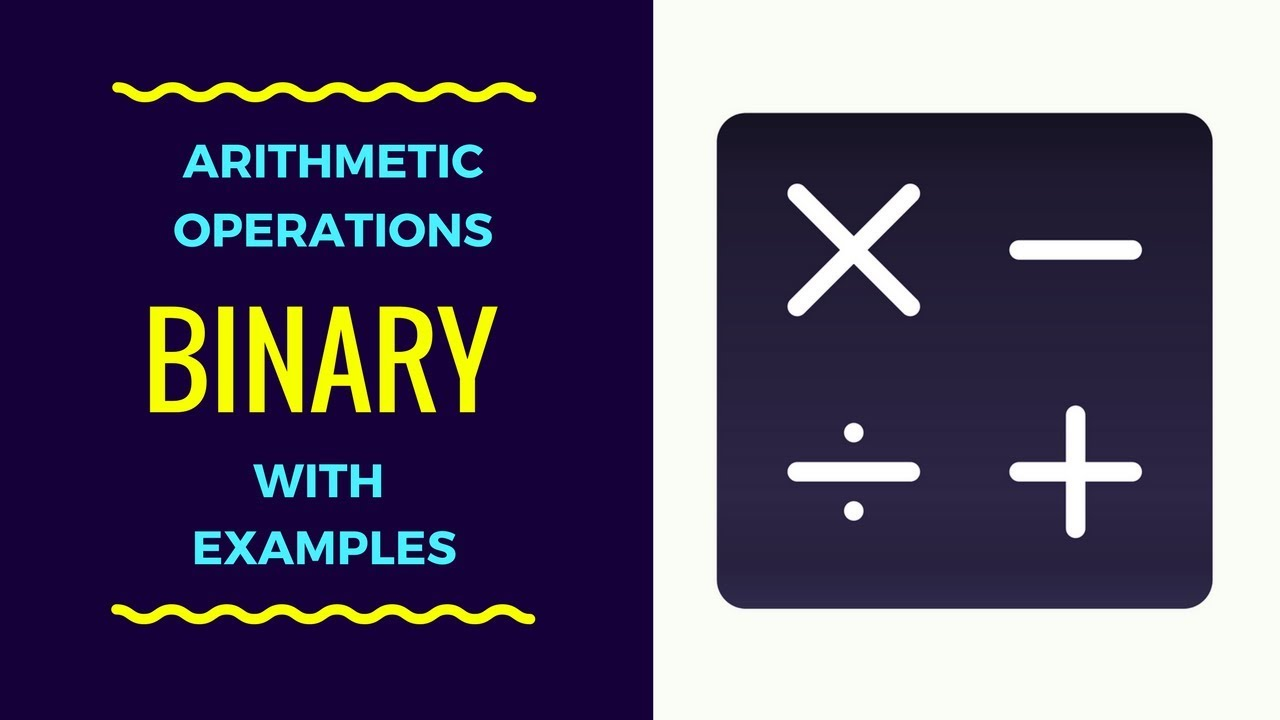 ARITHMETIC
OPERATIONS
BINARY
WITH
EXAMPLES